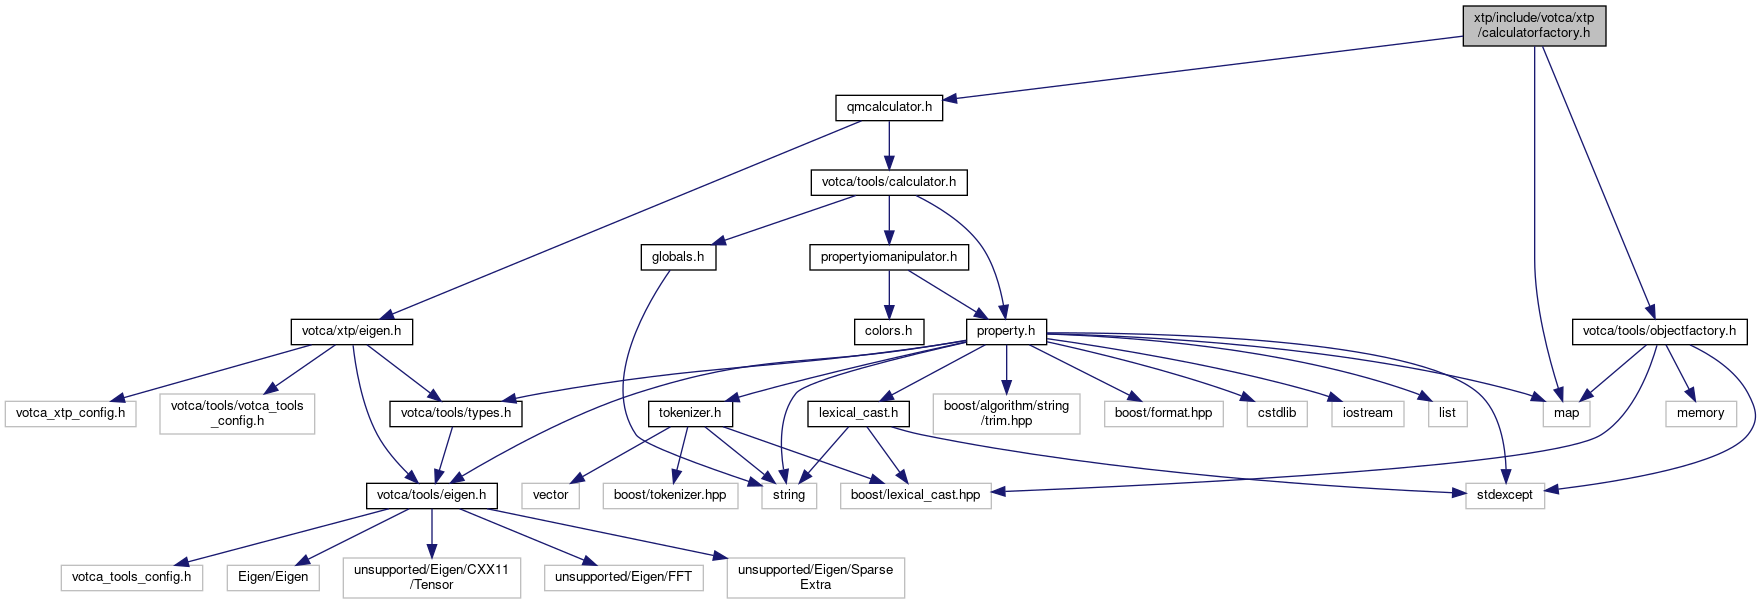 xtp/include/votca/xtp
/calculatorfactory.h
qmcalculator.h
votca/tools/calculator.h
globals.h
propertyiomanipulator.h
votca/xtp/eigen.h
colors.h
property.h
votca/tools/objectfactory.h
votca_xtp_config.h
votca/tools/votca_tools
_config.h
votca/tools/types.h
tokenizer.h
lexical_cast.h
boost/algorithm/string
/trim.hpp
boost/format.hpp
cstdlib
iostream
list
map
memory
votca/tools/eigen.h
vector
boost/tokenizer.hpp
string
boost/lexical_cast.hpp
stdexcept
votca_tools_config.h
Eigen/Eigen
unsupported/Eigen/CXX11
/Tensor
unsupported/Eigen/FFT
unsupported/Eigen/Sparse
Extra